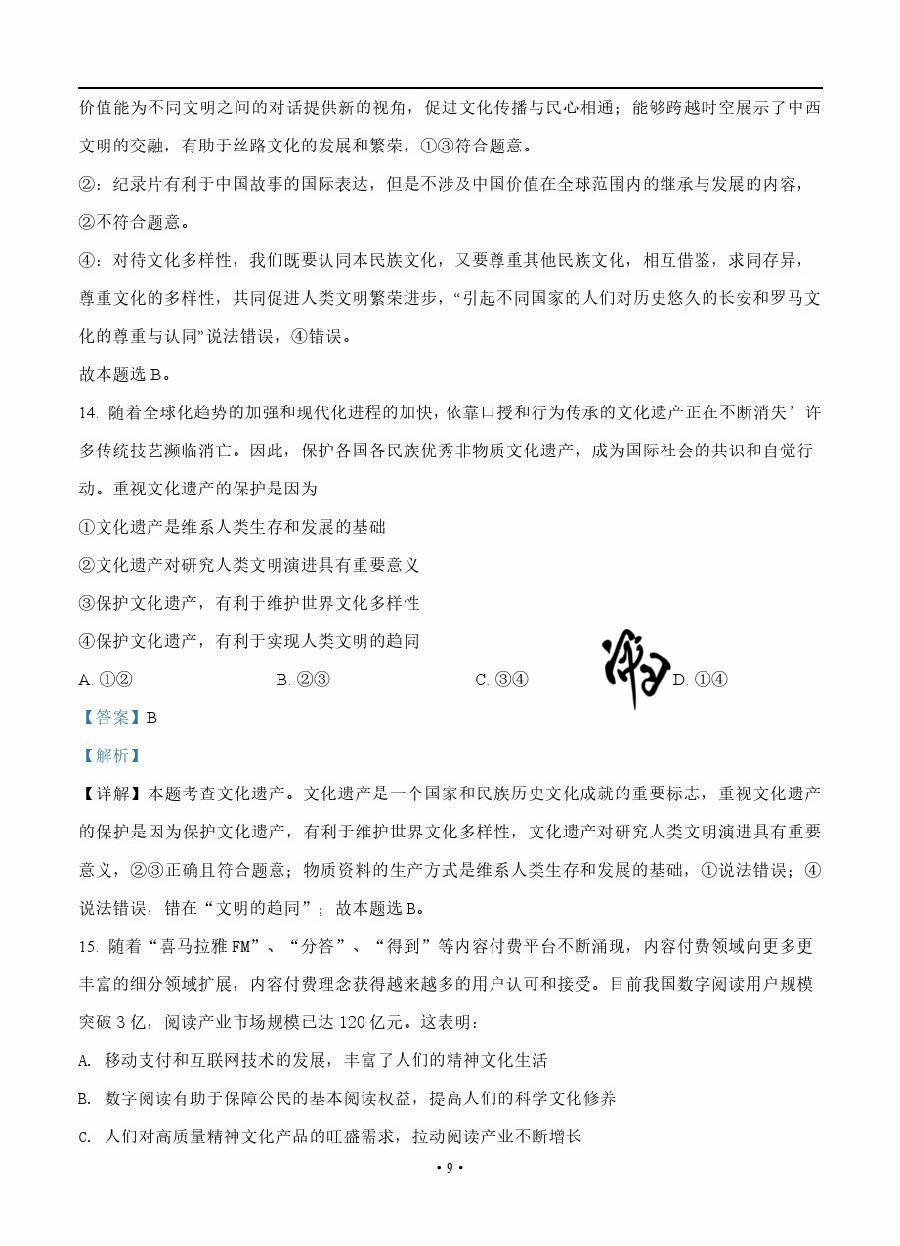 价值能为不同文明之间的对话提供新的视角，促过文化传播与民心相通；能够跨越时空展示了中西
文明的交融，有助于丝路文化的发展和繁荣，①③符合题意。
②：纪录片有利于中国故事的国际表达，但是不涉及中国价值在全球范围内的继承与发展的内容，
②不符合题意。
④：对待文化多样性，我们既要认同本民族文化，又要尊重其他民族文化，相互借鉴，求同存异，
尊重文化的多样性，共同促进人类文明繁荣进步，“引起不同国家的人们对历史悠久的长安和罗马文
化的尊重与认同”说法错误，④错误。
故本题选B。
14. 随着全球化趋势的加强和现代化进程的加快，依靠口授和行为传承的文化遗产正在不断消失，许
多传统技艺濒临消亡。因此，保护各国各民族优秀非物质文化遗产，成为国际社会的共识和自觉行
动。重视文化遗产的保护是因为
①文化遗产是维系人类生存和发展的基础
②文化遗产对研究人类文明演进具有重要意义
③保护文化遗产，有利于维护世界文化多样性
④保护文化遗产，有利于实现人类文明的趋同
A. ①② B. ②③ C. ③④ D. ①④
【答案】B
【解析】
【详解】本题考查文化遗产。文化遗产是一个国家和民族历史文化成就的重要标志，重视文化遗产
的保护是因为保护文化遗产，有利于维护世界文化多样性，文化遗产对研究人类文明演进具有重要
意义，②③正确且符合题意；物质资料的生产方式是维系人类生存和发展的基础，①说法错误；④
说法错误，错在“文明的趋同”；故本题选B。
15. 随着“喜马拉雅FM”、“分答”、“得到”等内容付费平台不断涌现，内容付费领域向更多更
丰富的细分领域扩展，内容付费理念获得越来越多的用户认可和接受。目前我国数字阅读用户规模
突破3亿，阅读产业市场规模已达120亿元。这表明：
A. 移动支付和互联网技术的发展，丰富了人们的精神文化生活
B. 数字阅读有助于保障公民的基本阅读权益，提高人们的科学文化修养
C. 人们对高质量精神文化产品的旺盛需求，拉动阅读产业不断增长
•9•